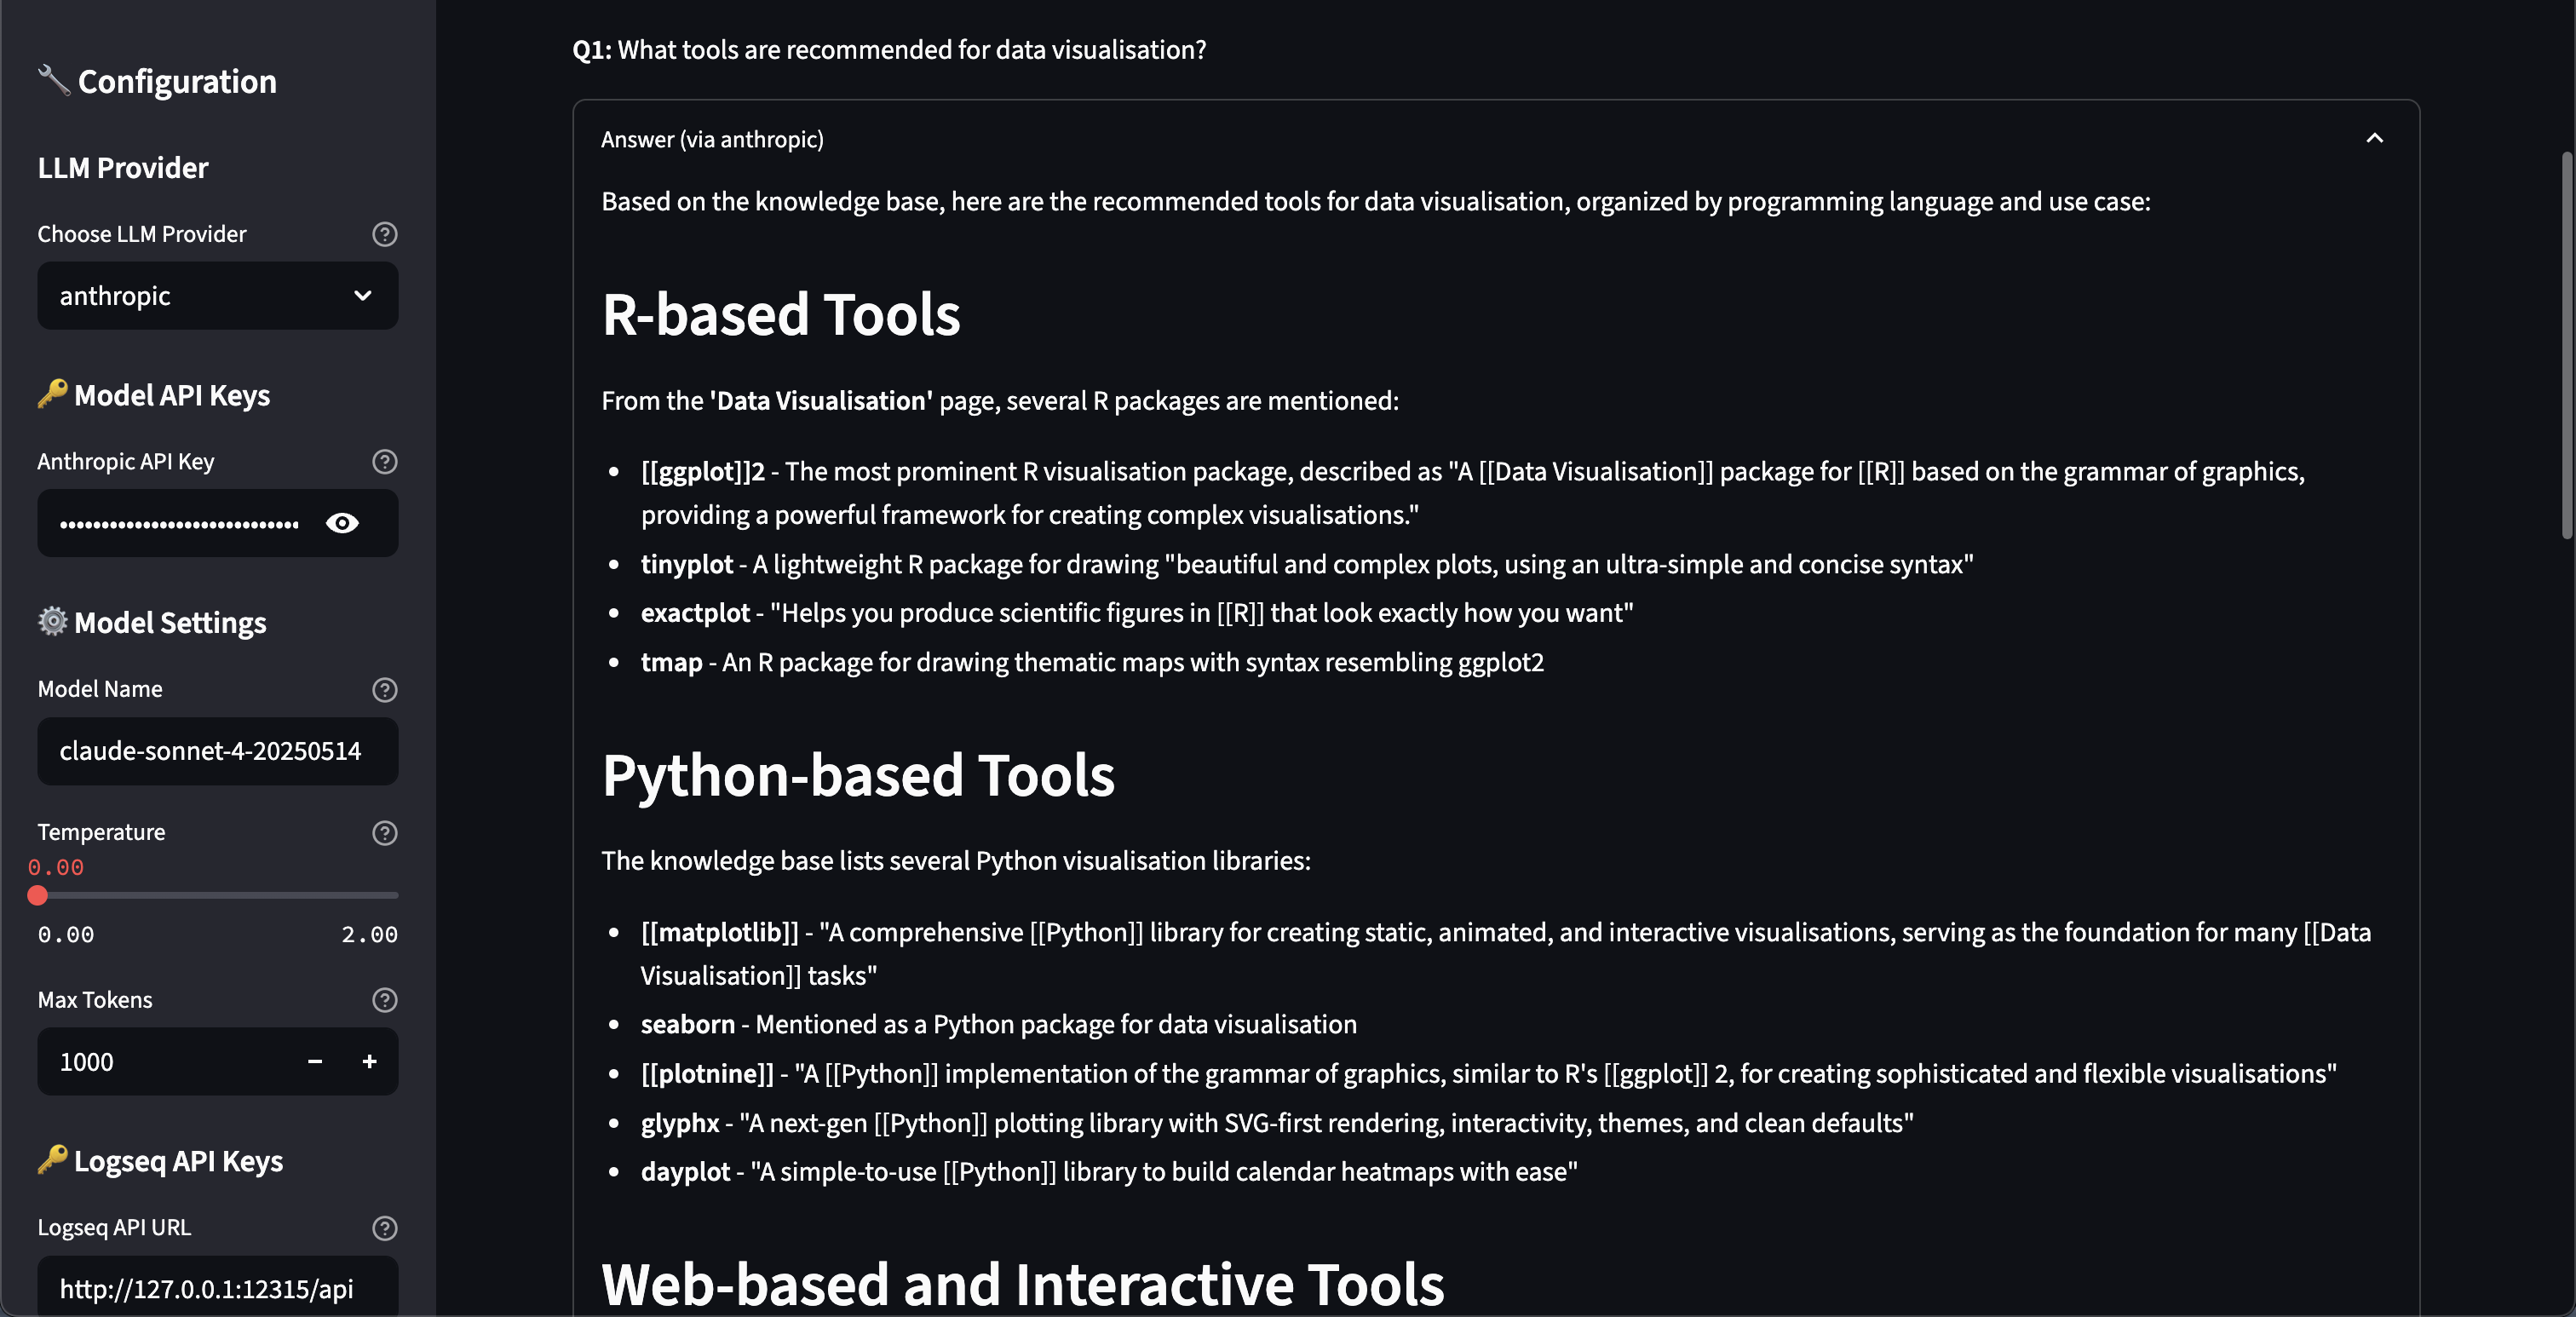 🔧 Configuration
LLM Provider
Choose LLM Provider
anthropic
🔑 Model API Keys
Anthropic API Key
••••••••••••••••••••••••••••••
⚙️ Model Settings
Model Name
claude-sonnet-4-20250514
Temperature
0.00
0.00 2.00
Max Tokens
1000 − +
🔑 Logseq API Keys
Logseq API URL
http://127.0.0.1:12315/api
Q1: What tools are recommended for data visualisation?
Answer (via anthropic)
Based on the knowledge base, here are the recommended tools for data visualisation, organized by programming language and use case:
R-based Tools
From the 'Data Visualisation' page, several R packages are mentioned:
• [[ggplot]]2 - The most prominent R visualisation package, described as "A [[Data Visualisation]] package for [[R]] based on the grammar of graphics,
providing a powerful framework for creating complex visualisations."
• tinyplot - A lightweight R package for drawing "beautiful and complex plots, using an ultra-simple and concise syntax"
• exactplot - "Helps you produce scientific figures in [[R]] that look exactly how you want"
• tmap - An R package for drawing thematic maps with syntax resembling ggplot2
Python-based Tools
The knowledge base lists several Python visualisation libraries:
• [[matplotlib]] - "A comprehensive [[Python]] library for creating static, animated, and interactive visualisations, serving as the foundation for many [[Data
Visualisation]] tasks"
• seaborn - Mentioned as a Python package for data visualisation
• [[plotnine]] - "A [[Python]] implementation of the grammar of graphics, similar to R's [[ggplot]] 2, for creating sophisticated and flexible visualisations"
• glyphx - "A next-gen [[Python]] plotting library with SVG-first rendering, interactivity, themes, and clean defaults"
• dayplot - "A simple-to-use [[Python]] library to build calendar heatmaps with ease"
Web-based and Interactive Tools